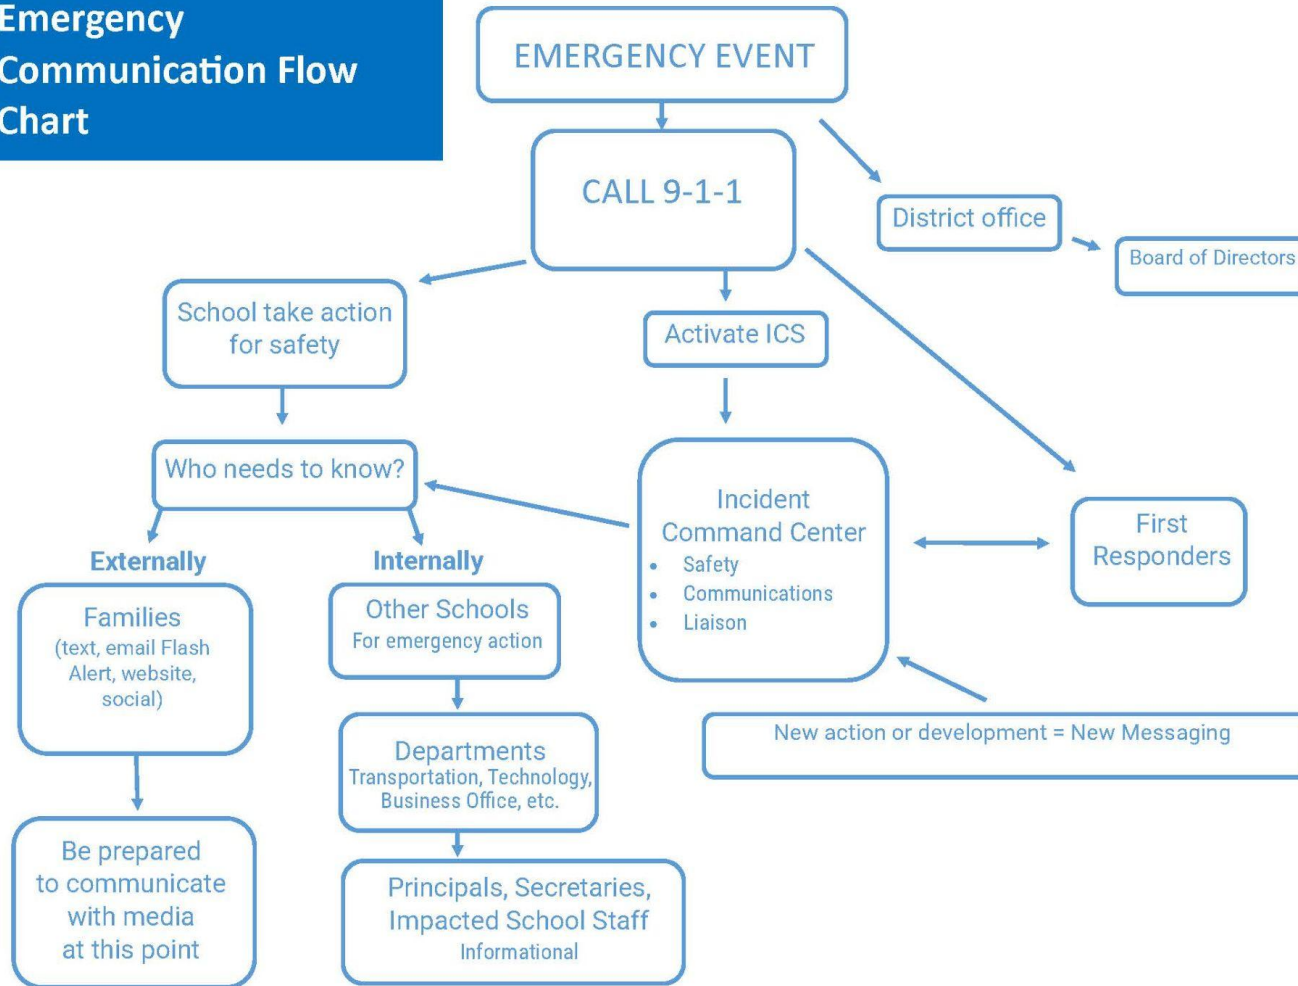 Emergency
Communication Flow
Chart
EMERGENCY EVENT
CALL 9-1-1
District office
Board of Directors
School take action
for safety
Activate ICS
Who needs to know?
Incident
Command Center
• Safety
• Communications
• Liaison
First
Responders
Externally
Internally
Families
(text, email Flash
Alert, website,
social)
Other Schools
For emergency action
New action or development = New Messaging
Departments
Transportation, Technology,
Business Office, etc.
Be prepared
to communicate
with media
at this point
Principals, Secretaries,
Impacted School Staff
Informational